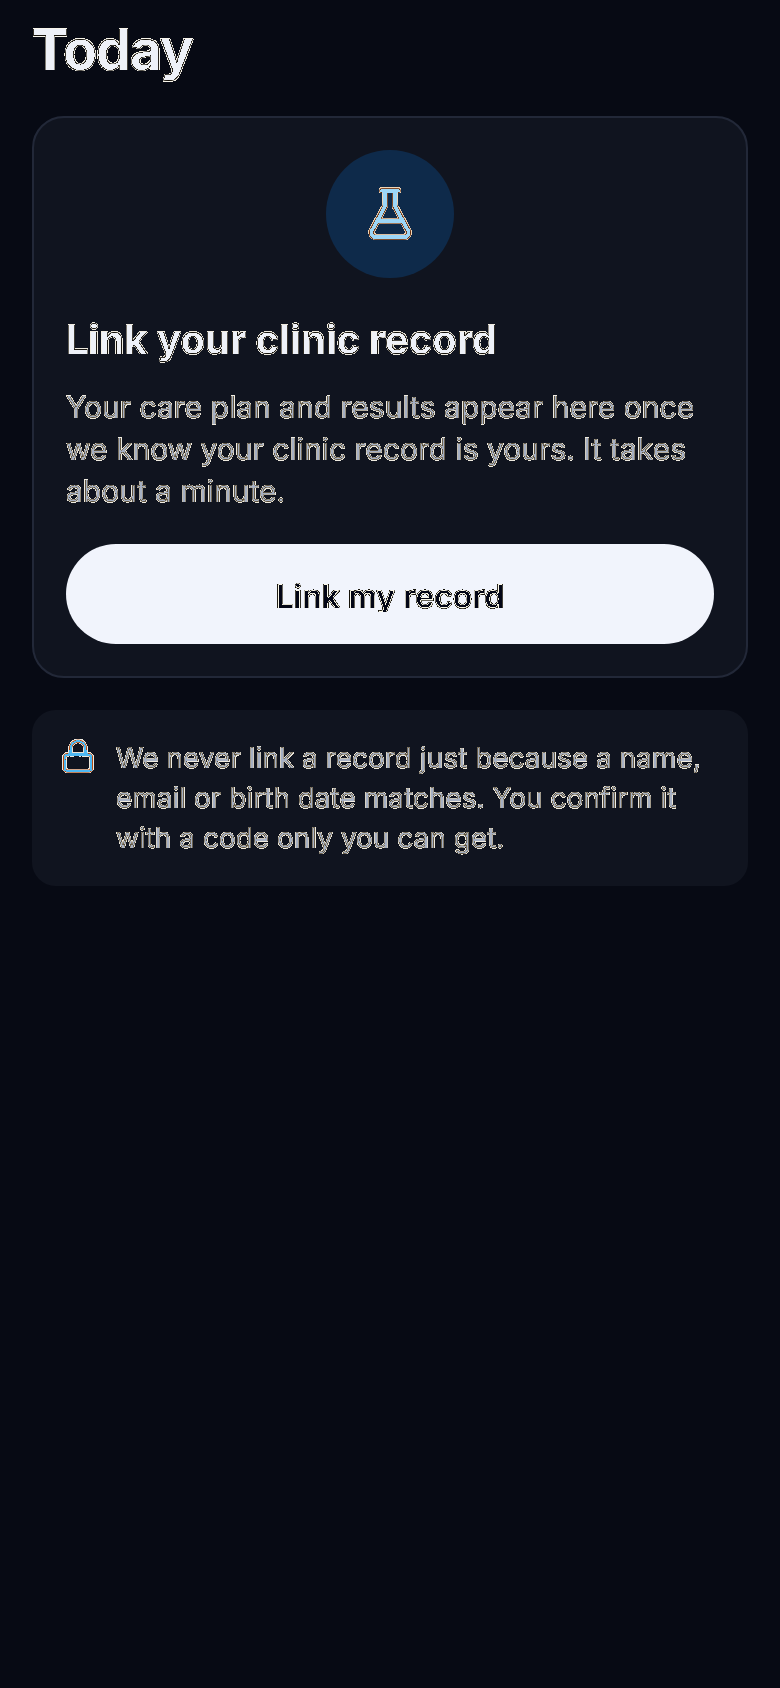 Today
Link your clinic record
Your care plan and results appear here once
we know your clinic record is yours. It takes
about a minute.
Link my record
We never link a record just because a name,
email or birth date matches. You confirm it
with a code only you can get.